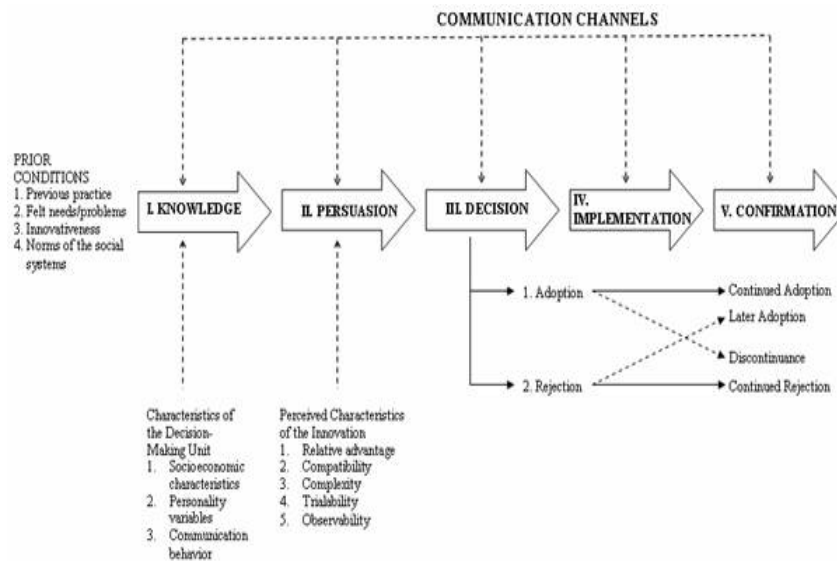 COMMUNICATION CHANNELS
PRIOR
CONDITIONS
1. Previous practice
2. Felt needs/problems
3. Innovativeness
4. Norms of the social
systems
I. KNOWLEDGE
II. PERSUASION
III. DECISION
IV.
IMPLEMENTATION
V. CONFIRMATION
1. Adoption
2. Rejection
Continued Adoption
Later Adoption
Discontinuance
Continued Rejection
Characteristics of
the Decision-
Making Unit
1. Socioeconomic
characteristics
2. Personality
variables
3. Communication
behavior
Perceived Characteristics
of the Innovation
1. Relative advantage
2. Compatibility
3. Complexity
4. Trialability
5. Observability